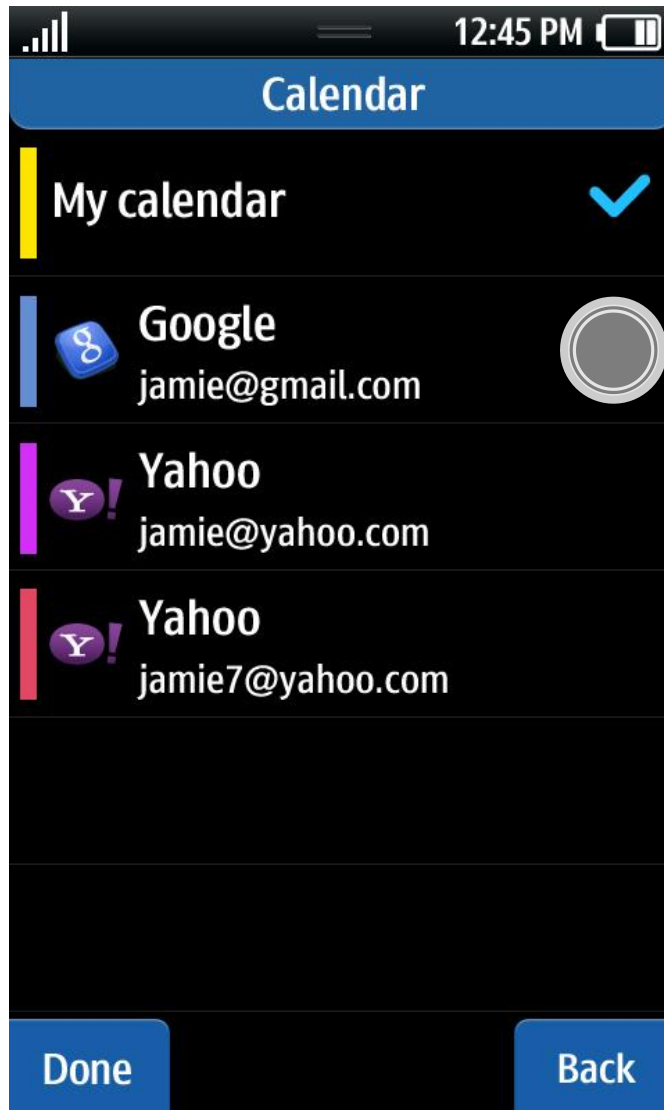 12:45 PM
Calendar
My calendar
g
Google
jamie@gmail.com
Y!
Yahoo
jamie@yahoo.com
Y!
Yahoo
jamie7@yahoo.com
Done
Back